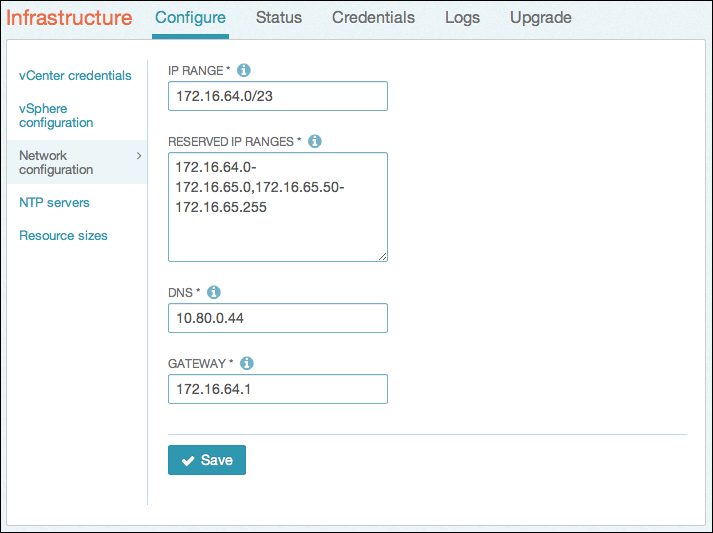 Infrastructure Configure Status Credentials Logs Upgrade
vCenter credentials
vSphere
configuration
Network
configuration
NTP servers
Resource sizes
IP RANGE *
172.16.64.0/23
RESERVED IP RANGES *
172.16.64.0-
172.16.65.0,172.16.65.50-
172.16.65.255
DNS *
10.80.0.44
GATEWAY *
172.16.64.1
Save